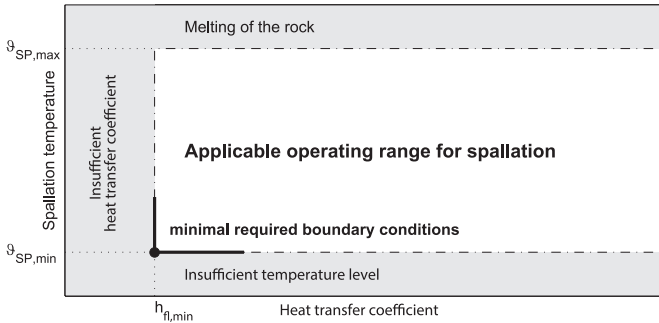 Melting of the rock
ϑSP,max
Spallation temperature
Insufficient
heat transfer coefficient
Applicable operating range for spallation
minimal required boundary conditions
ϑSP,min
Insufficient temperature level
hfl,min
Heat transfer coefficient